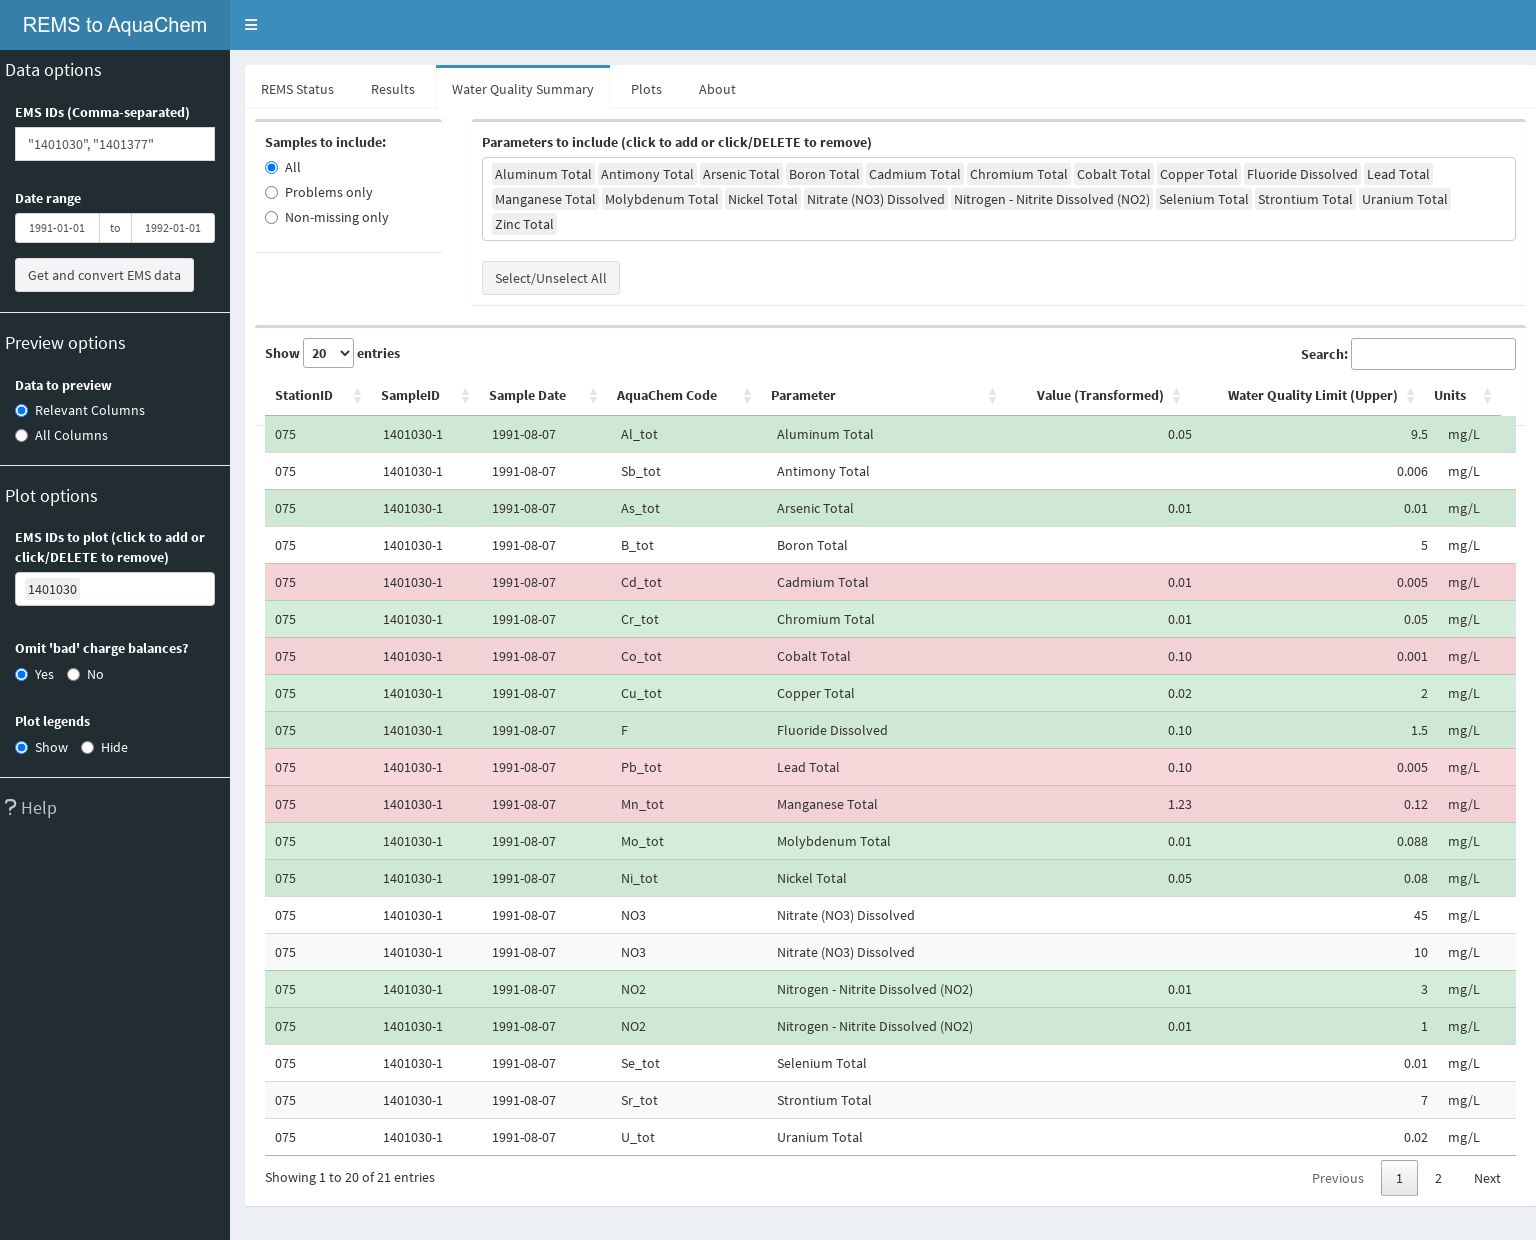 REMS to AquaChem
Data options
EMS IDs (Comma-separated)
"1401030", "1401377"
Date range
1991-01-01 to 1992-01-01
Get and convert EMS data
Preview options
Data to preview
Relevant Columns
All Columns
Plot options
EMS IDs to plot (click to add or
click/DELETE to remove)
1401030
Omit 'bad' charge balances?
Yes No
Plot legends
Show Hide
? Help
REMS Status Results Water Quality Summary Plots About
Samples to include:
All
Problems only
Non-missing only
Parameters to include (click to add or click/DELETE to remove)
Aluminum Total Antimony Total Arsenic Total Boron Total Cadmium Total Chromium Total Cobalt Total Copper Total Fluoride Dissolved Lead Total
Manganese Total Molybdenum Total Nickel Total Nitrate (NO3) Dissolved Nitrogen - Nitrite Dissolved (NO2) Selenium Total Strontium Total Uranium Total
Zinc Total
Select/Unselect All
Show 20 entries
Search:
StationID SampleID Sample Date AquaChem Code Parameter Value (Transformed) Water Quality Limit (Upper) Units
075 1401030-1 1991-08-07 Al_tot Aluminum Total 0.05 9.5 mg/L
075 1401030-1 1991-08-07 Sb_tot Antimony Total 0.006 mg/L
075 1401030-1 1991-08-07 As_tot Arsenic Total 0.01 0.01 mg/L
075 1401030-1 1991-08-07 B_tot Boron Total 5 mg/L
075 1401030-1 1991-08-07 Cd_tot Cadmium Total 0.01 0.005 mg/L
075 1401030-1 1991-08-07 Cr_tot Chromium Total 0.01 0.05 mg/L
075 1401030-1 1991-08-07 Co_tot Cobalt Total 0.10 0.001 mg/L
075 1401030-1 1991-08-07 Cu_tot Copper Total 0.02 2 mg/L
075 1401030-1 1991-08-07 F Fluoride Dissolved 0.10 1.5 mg/L
075 1401030-1 1991-08-07 Pb_tot Lead Total 0.10 0.005 mg/L
075 1401030-1 1991-08-07 Mn_tot Manganese Total 1.23 0.12 mg/L
075 1401030-1 1991-08-07 Mo_tot Molybdenum Total 0.01 0.088 mg/L
075 1401030-1 1991-08-07 Ni_tot Nickel Total 0.05 0.08 mg/L
075 1401030-1 1991-08-07 NO3 Nitrate (NO3) Dissolved 45 mg/L
075 1401030-1 1991-08-07 NO3 Nitrate (NO3) Dissolved 10 mg/L
075 1401030-1 1991-08-07 NO2 Nitrogen - Nitrite Dissolved (NO2) 0.01 3 mg/L
075 1401030-1 1991-08-07 NO2 Nitrogen - Nitrite Dissolved (NO2) 0.01 1 mg/L
075 1401030-1 1991-08-07 Se_tot Selenium Total 0.01 mg/L
075 1401030-1 1991-08-07 Sr_tot Strontium Total 7 mg/L
075 1401030-1 1991-08-07 U_tot Uranium Total 0.02 mg/L
Showing 1 to 20 of 21 entries
Previous 1 2 Next